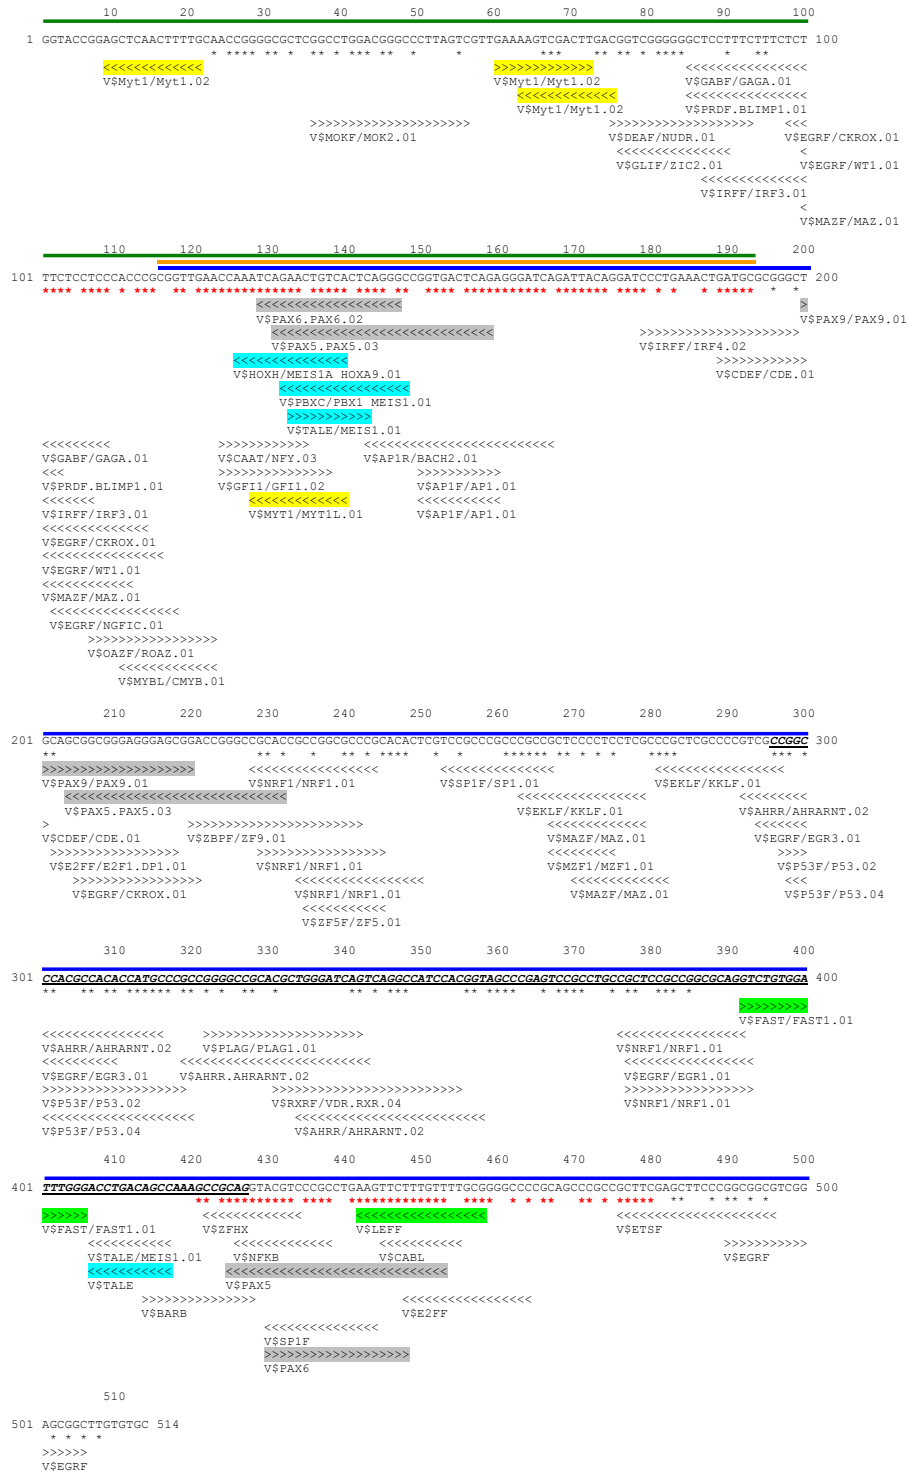 10 20 30 40 50 60 70 80 90 100
1 GGTACCGGAGCTCAACTTTTGCAACCGGGGCGCTCGGCCTGGACGGGCCCTTAGTCGTTGAAAAGTCGACTTGACGGTCGGGGGGCTCCTTTCTTTCTCT 100
V$Myt1/Myt1.02 V$Myt1/Myt1.02 V$GABF/GAGA.01
V$Myt1/Myt1.02 V$PRDF.BLIMP1.01
V$MOKF/MOK2.01 V$DEAF/NUDR.01 V$EGRF/CKROX.01
V$GLIF/ZIC2.01 V$EGRF/WT1.01
V$IRFF/IRF3.01
V$MAZF/MAZ.01
110 120 130 140 150 160 170 180 190 200
101 TTCTCCTCCCACCCGCGGTTGAACCAAATCAGAACTGTCACTCAGGGCCGGTGACTCAGAGGGATCAGATTACAGGATCCCTGAAACTGATGCGCGGGCT 200
V$PAX6.PAX6.02 V$PAX9/PAX9.01
V$PAX5.PAX5.03 V$IRFF/IRF4.02
V$HOXH/MEIS1A HOXA9.01 V$CDEF/CDE.01
V$PBXC/PBX1 MEIS1.01
V$TALE/MEIS1.01
V$GABF/GAGA.01 V$CAAT/NFY.03 V$AP1R/BACH2.01
V$PRDF.BLIMP1.01 V$GFI1/GFI1.02 V$AP1F/AP1.01
V$IRFF/IRF3.01 V$MYT1/MYT1L.01 V$AP1F/AP1.01
V$EGRF/CKROX.01
V$EGRF/WT1.01
V$MAZF/MAZ.01
V$EGRF/NGFIC.01
V$OAZF/ROAZ.01
V$MYBL/CMYB.01
210 220 230 240 250 260 270 280 290 300
201 GCAGCGGCGGGAGGGAGCGGACCGGGCCGCACCGCCGGCGCCCGCACACTCGTCCGCCCGCCCGCCGCTCCCCCTCCTCGCCCGCTCGCCCCGTCGCCGGC 300
V$PAX9/PAX9.01 V$NRF1/NRF1.01 V$SP1F/SP1.01 V$EKLF/KKLF.01
V$PAX5.PAX5.03 V$EKLF/KKLF.01 V$AHRR/AHRARNT.02
V$CDEF/CDE.01 V$ZBPF/ZF9.01 V$MAZF/MAZ.01 V$EGRF/EGR3.01
V$E2FF/E2F1.DP1.01 V$NRF1/NRF1.01 V$MZF1/MZF1.01 V$P53F/P53.02
V$EGRF/CKROX.01 V$NRF1/NRF1.01 V$MAZF/MAZ.01 V$P53F/P53.04
V$ZF5F/ZF5.01
310 320 330 340 350 360 370 380 390 400
301 CCACGCCACACCATGCCCGCCGGGGCCGCACGCTGGGATCAGTCAGGCCATCCACGGTAGCCCGAGTCCGCCTGCCGCTCCGCCGGCGCAGGTCTGTGGA 400
V$FAST/FAST1.01
V$AHRR/AHRARNT.02 V$PLAG/PLAG1.01 V$NRF1/NRF1.01
V$EGRF/EGR3.01 V$AHRR.AHRARNT.02 V$EGRF/EGR1.01
V$P53F/P53.02 V$RXRF/VDR.RXR.04 V$NRF1/NRF1.01
V$P53F/P53.04 V$AHRR/AHRARNT.02
410 420 430 440 450 460 470 480 490 500
401 TTTGGGACCTGACAGCCAAAGCCGCAGGTACGTCCCGCCTGAAGTTCTTTGTTTTGCGGGGCCCCGCAGCCCGCCGCTTCGAGCTTCCCGGCGGCGTCGG 500
V$FAST/FAST1.01 V$ZFHX V$LEFF V$ETSF
V$TALE/MEIS1.01 V$NFKB V$CABL V$EGRF
V$TALE V$PAX5
V$BARB V$E2FF
V$SP1F
V$PAX6
510
501 AGCGGCTTGTGTGC 514
V$EGRF